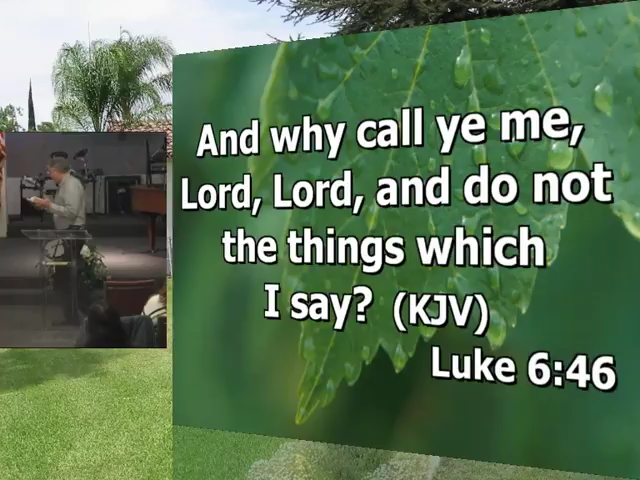 And why call ye me,
Lord, Lord, and do not
the things which
I say? (KJV)
Luke 6:46